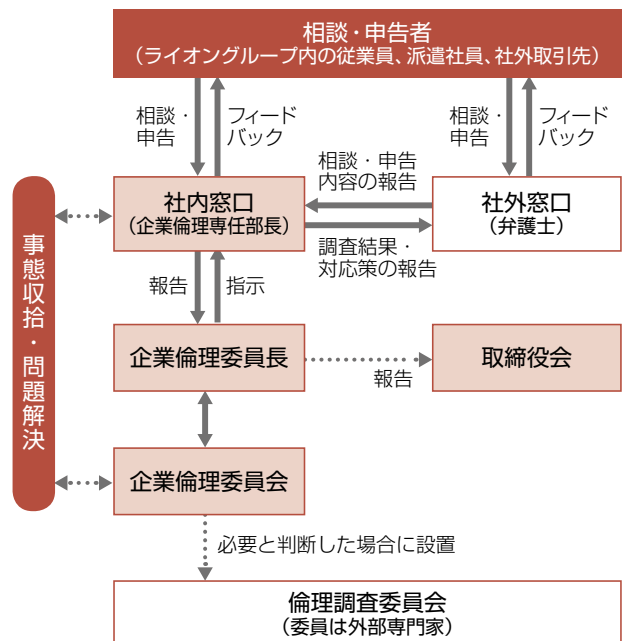 相談・申告者
（ライオングループ内の従業員、派遣社員、社外取引先）
相談・
申告
フィード
バック
相談・
申告
フィード
バック
相談・申告
内容の報告
社内窓口
（企業倫理専任部長）
社外窓口
（弁護士）
調査結果・
対応策の報告
事態収拾・問題解決
報告
指示
企業倫理委員長
報告
取締役会
企業倫理委員会
必要と判断した場合に設置
倫理調査委員会
（委員は外部専門家）